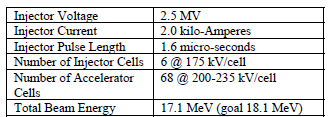 Injector Voltage 2.5 MV
Injector Current 2.0 kilo-Amperes
Injector Pulse Length 1.6 micro-seconds
Number of Injector Cells 6 @ 175 kV/cell
Number of Accelerator 68 @ 200-235 kV/cell
Cells
Total Beam Energy 17.1 MeV (goal 18.1 MeV)